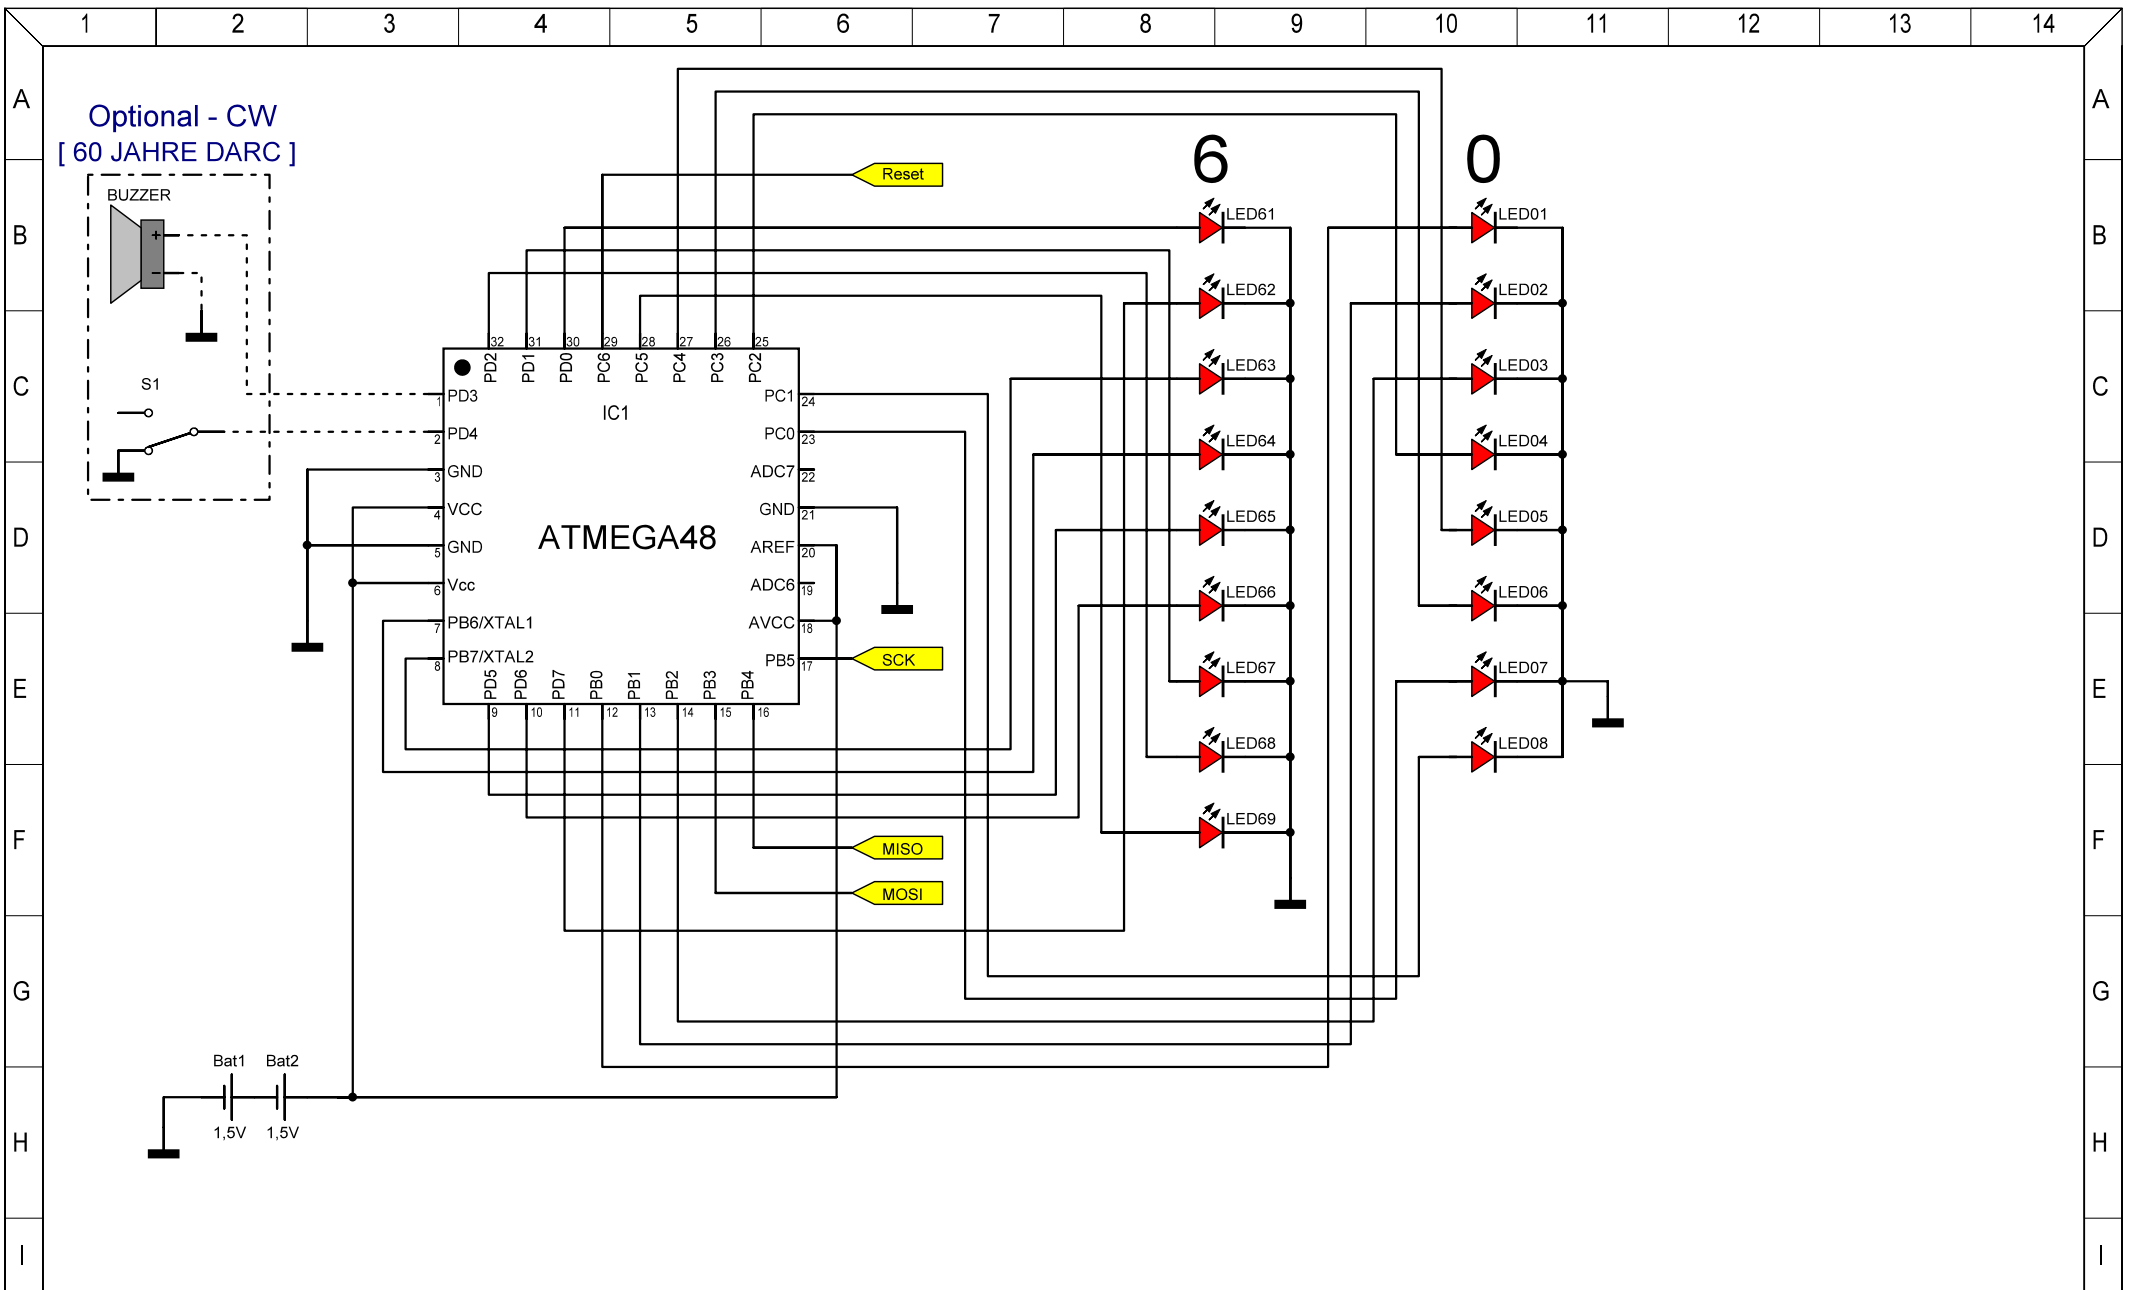 1 2 3 4 5 6 7 8 9 10 11 12 13 14
A A
Optional - CW
[ 60 JAHRE DARC ]
6 0
Reset
BUZZER
+
−
B B
LED61 LED01
LED62 LED02
LED63 LED03
LED64 LED04
LED65 LED05
LED66 LED06
LED67 LED07
LED68 LED08
LED69
32 31 30 29 28 27 26 25
PD2 PD1 PD0 PC6 PC5 PC4 PC3 PC2
C C
S1
IC1
1 PD3 PC1 24
2 PD4 PC0 23
3 GND ADC7 22
4 VCC GND 21
D D
ATMEGA48
5 GND AREF 20
6 Vcc ADC6 19
7 PB6/XTAL1 AVCC 18
8 PB7/XTAL2 PB5 17
SCK
E E
PD5 PD6 PD7 PB0 PB1 PB2 PB3 PB4
9 10 11 12 13 14 15 16
F F
MISO
MOSI
G G
Bat1 Bat2
1,5V 1,5V
H H
I I